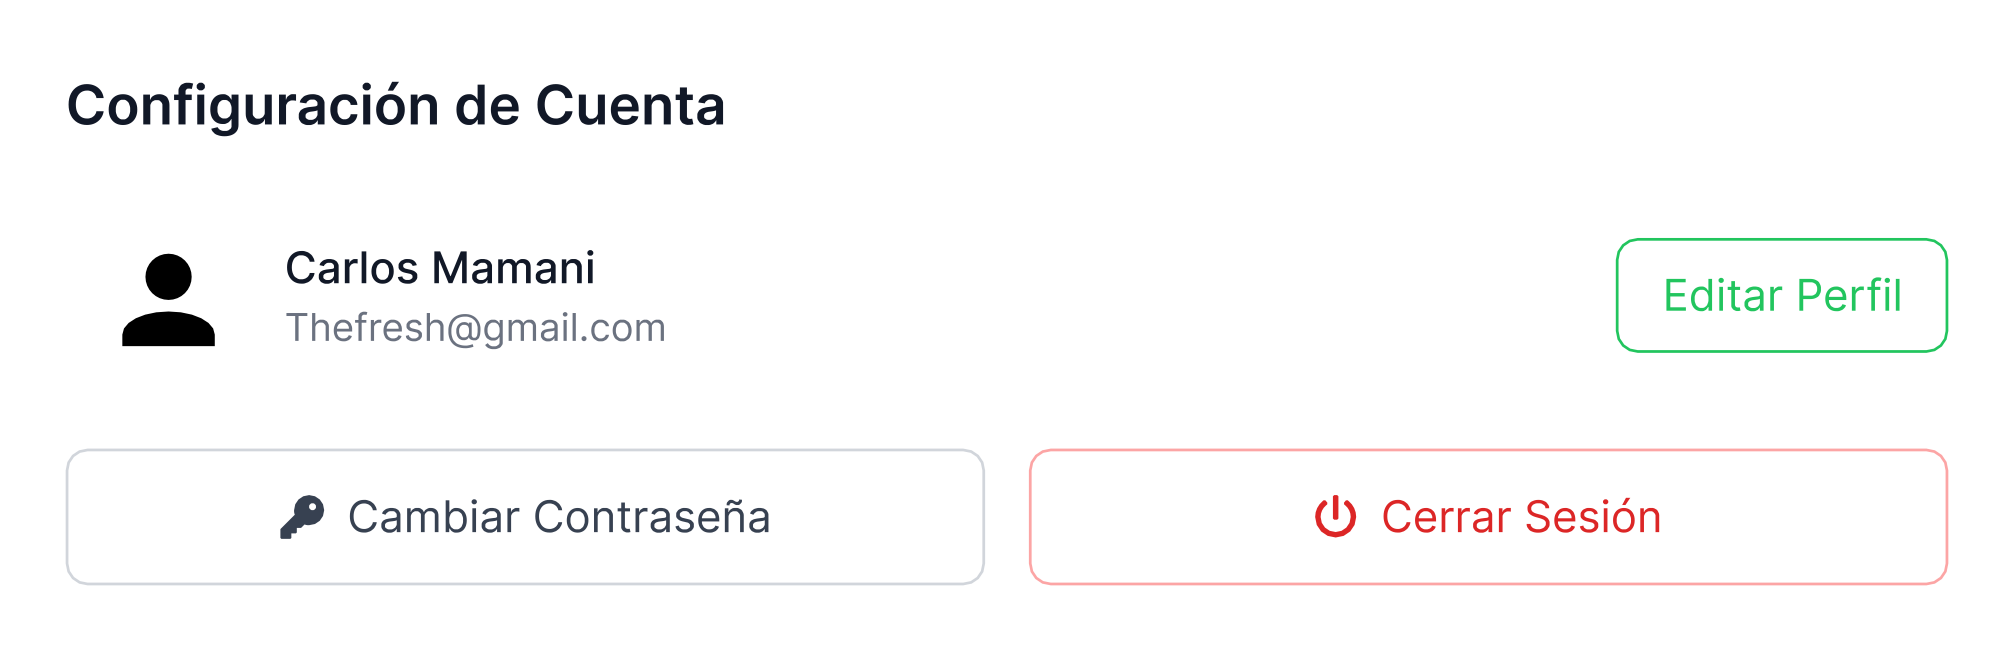 Configuración de Cuenta
Carlos Mamani
Thefresh@gmail.com
Editar Perfil
Cambiar Contraseña
Cerrar Sesión